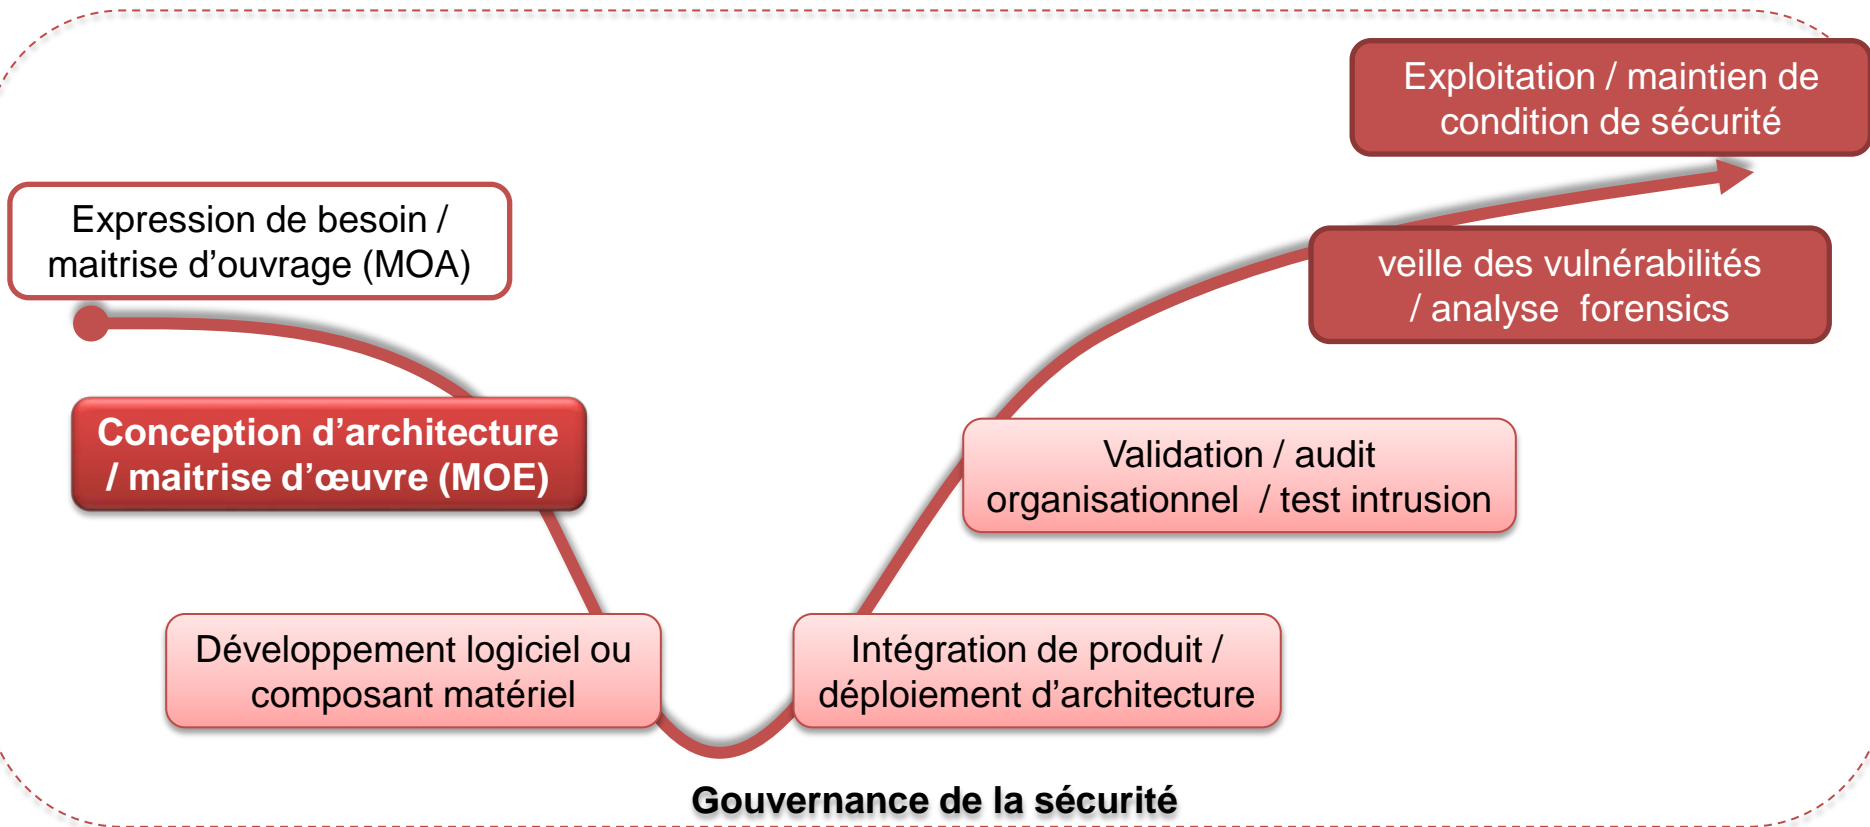 Expression de besoin /
maitrise d’ouvrage (MOA)
Conception d’architecture
/ maitrise d’œuvre (MOE)
Développement logiciel ou
composant matériel
Intégration de produit /
déploiement d’architecture
Validation / audit
organisationnel / test intrusion
veille des vulnérabilités
/ analyse forensics
Exploitation / maintien de
condition de sécurité
Gouvernance de la sécurité